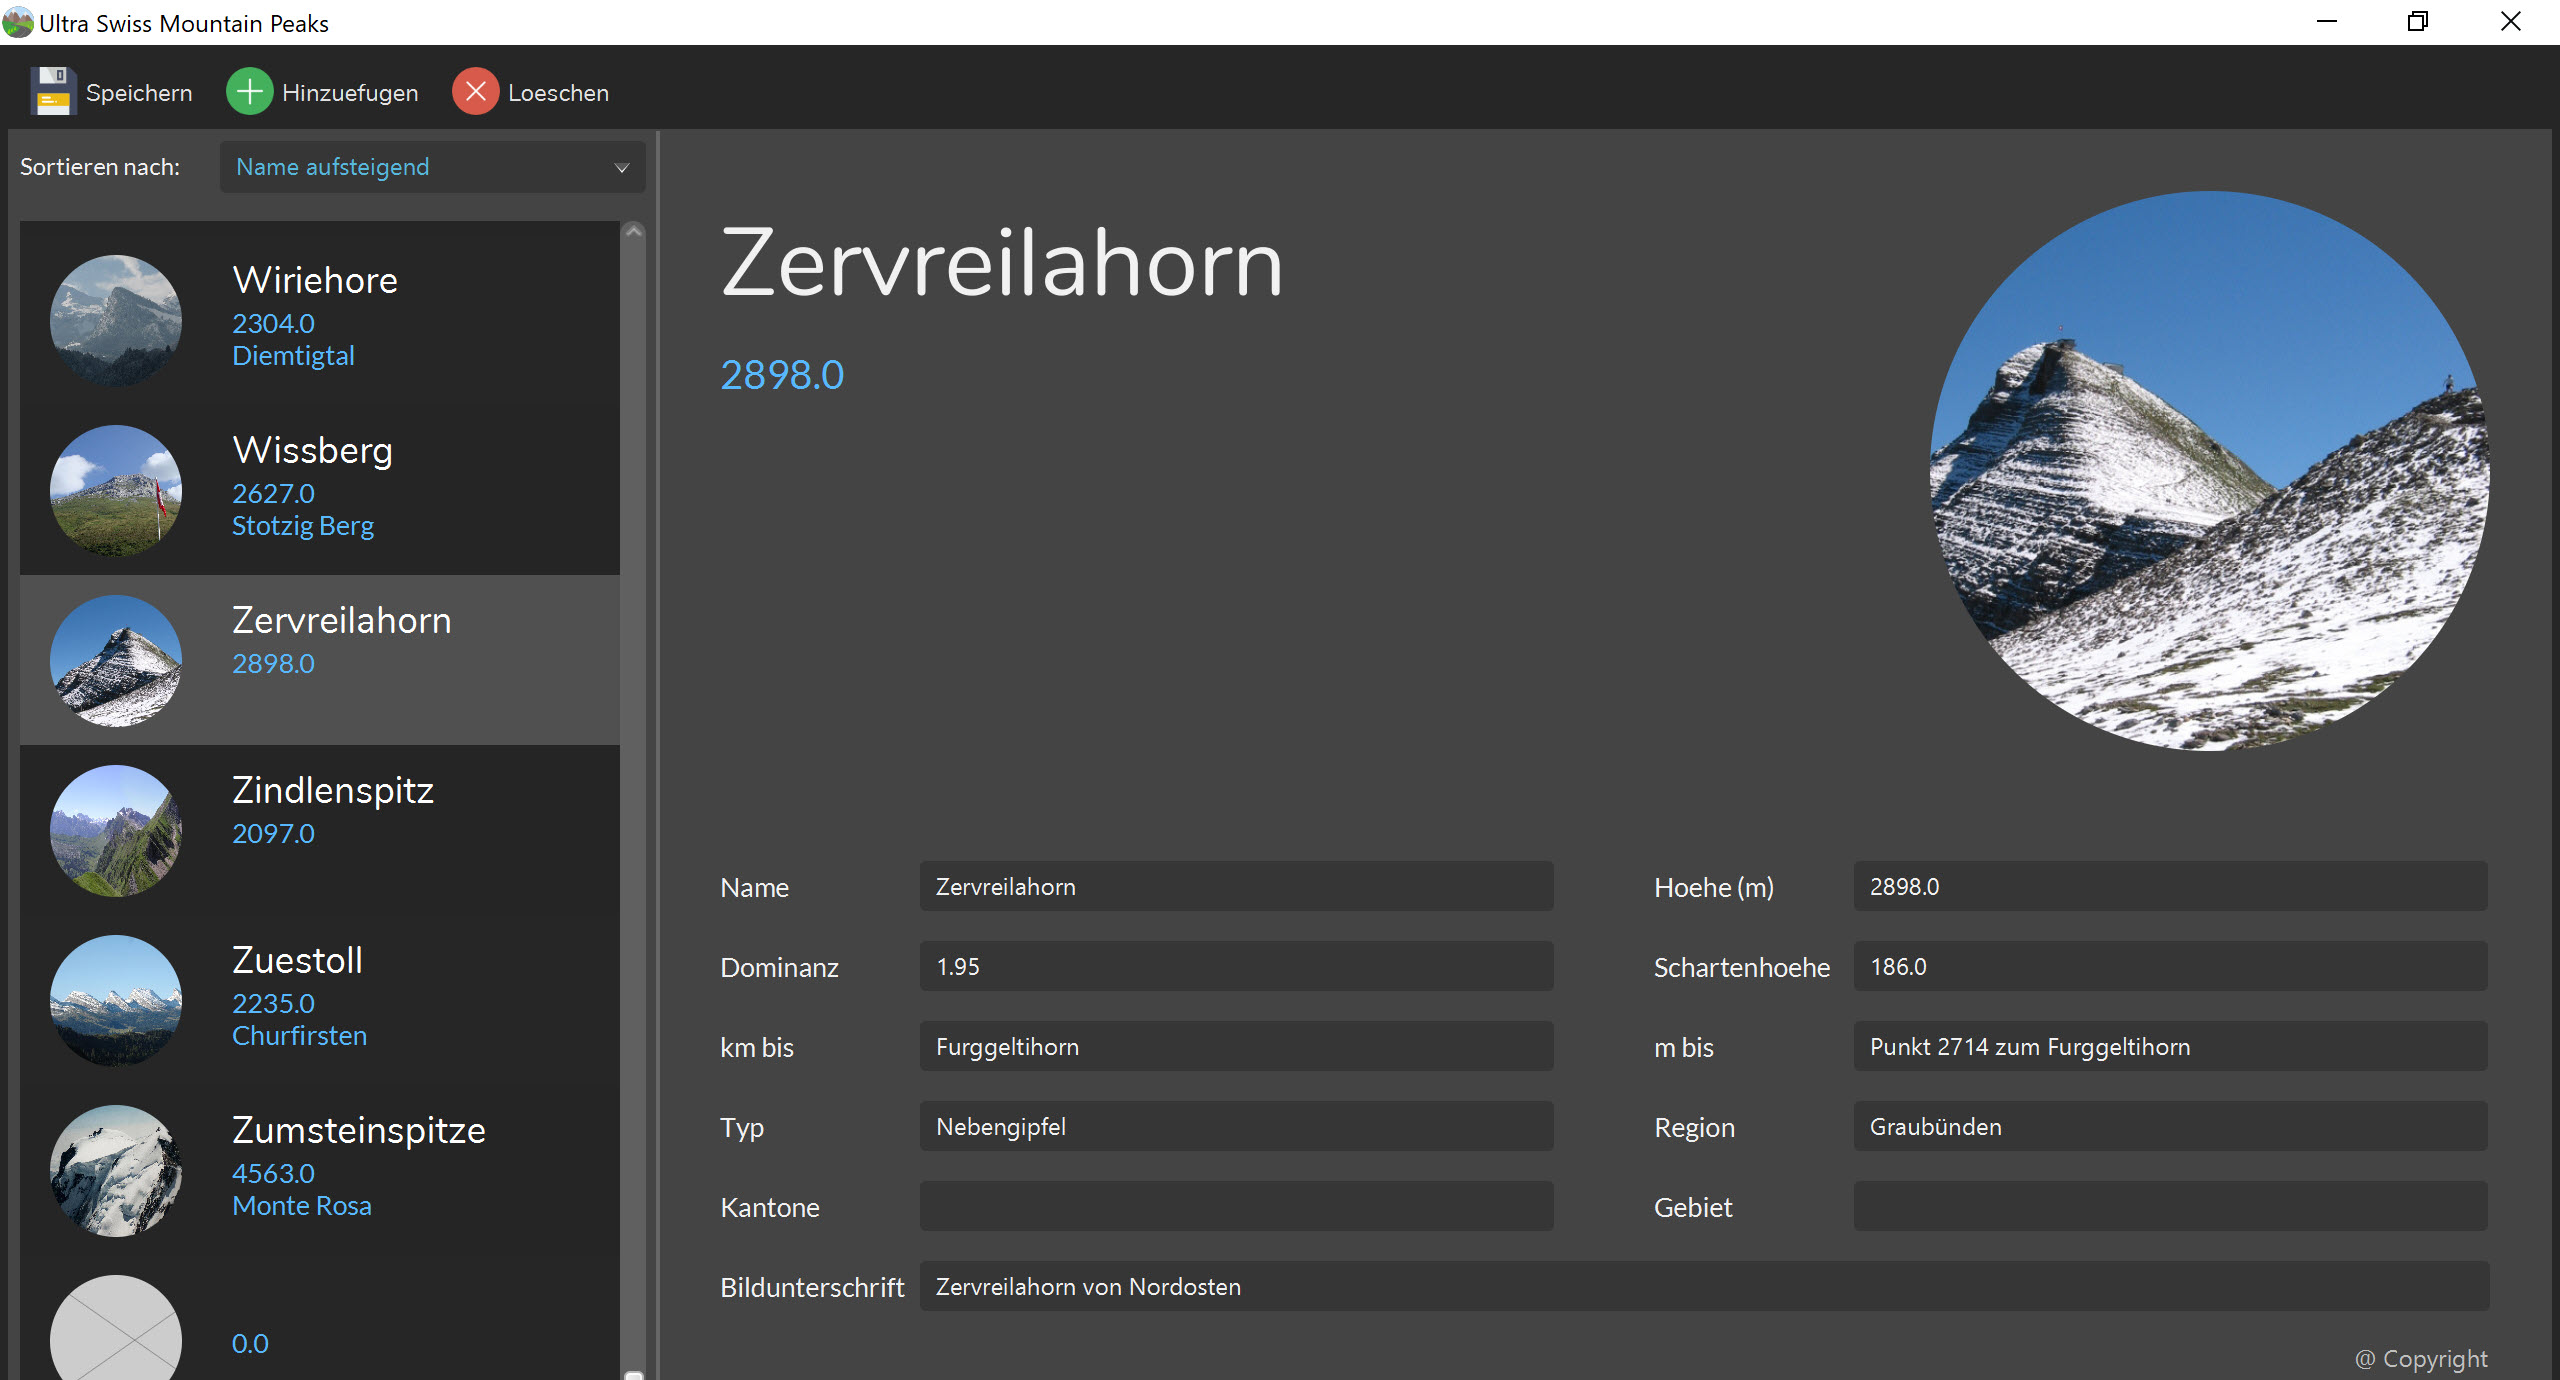 Ultra Swiss Mountain Peaks
Speichern
Hinzuefugen
Loeschen
Sortieren nach:
Name aufsteigend
Wiriehore
2304.0
Diemtigtal
Wissberg
2627.0
Stotzig Berg
Zervreilahorn
2898.0
Zindlenspitz
2097.0
Zuestoll
2235.0
Churfirsten
Zumsteinspitze
4563.0
Monte Rosa
0.0
Zervreilahorn
2898.0
Name
Zervreilahorn
Hoehe (m)
2898.0
Dominanz
1.95
Schartenhoehe
186.0
km bis
Furggeltihorn
m bis
Punkt 2714 zum Furggeltihorn
Typ
Nebengipfel
Region
Graubünden
Kantone
Gebiet
Bildunterschrift
Zervreilahorn von Nordosten
@ Copyright